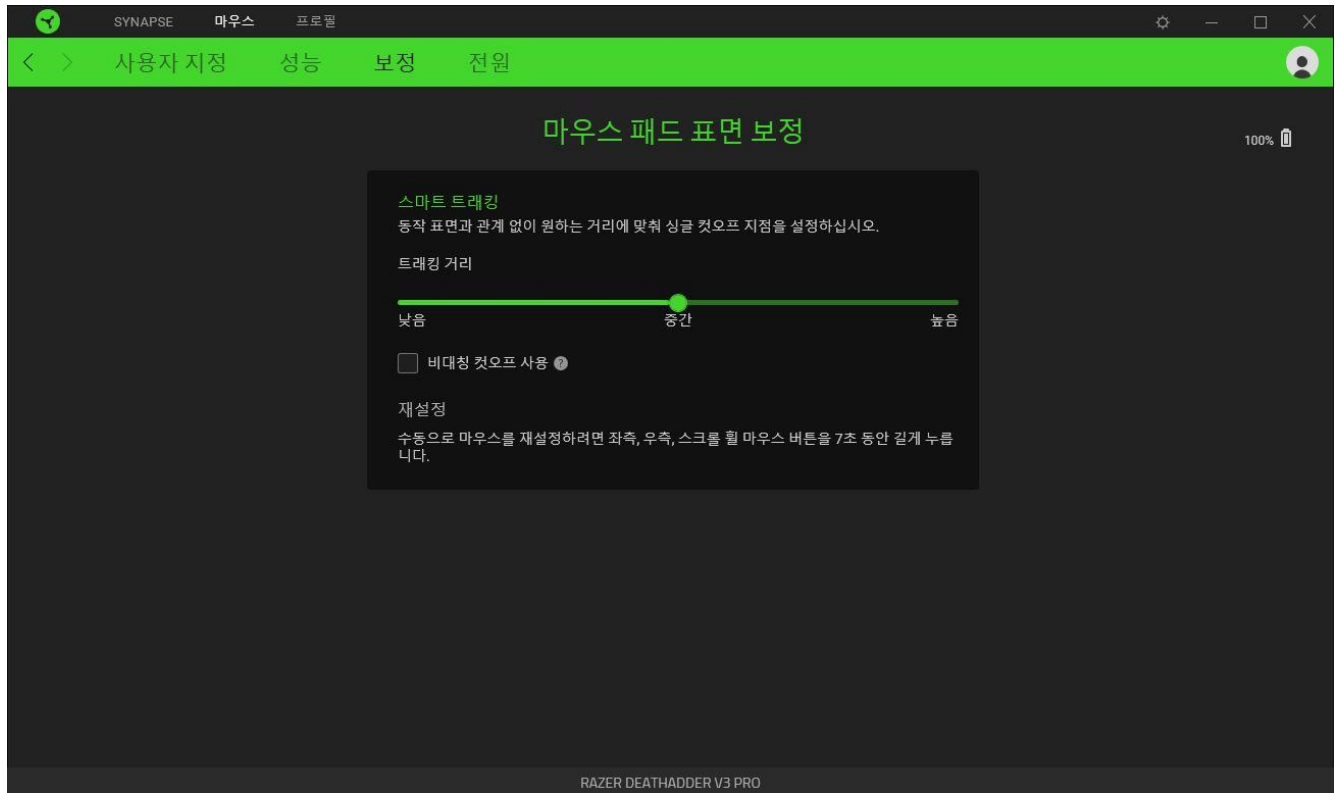 SYNAPSE 마우스 프로필
사용자 지정 성능 보정 전원
마우스 패드 표면 보정
100%
스마트 트래킹
동작 표면과 관계 없이 원하는 거리에 맞춰 싱글 컷오프 지점을 설정하십시오.
트래킹 거리
낮음 중간 높음
비대칭 컷오프 사용 ?
재설정
수동으로 마우스를 재설정하려면 좌측, 우측, 스크롤 휠 마우스 버튼을 7초 동안 길게 누릅
니다.
RAZER DEATHADDER V3 PRO